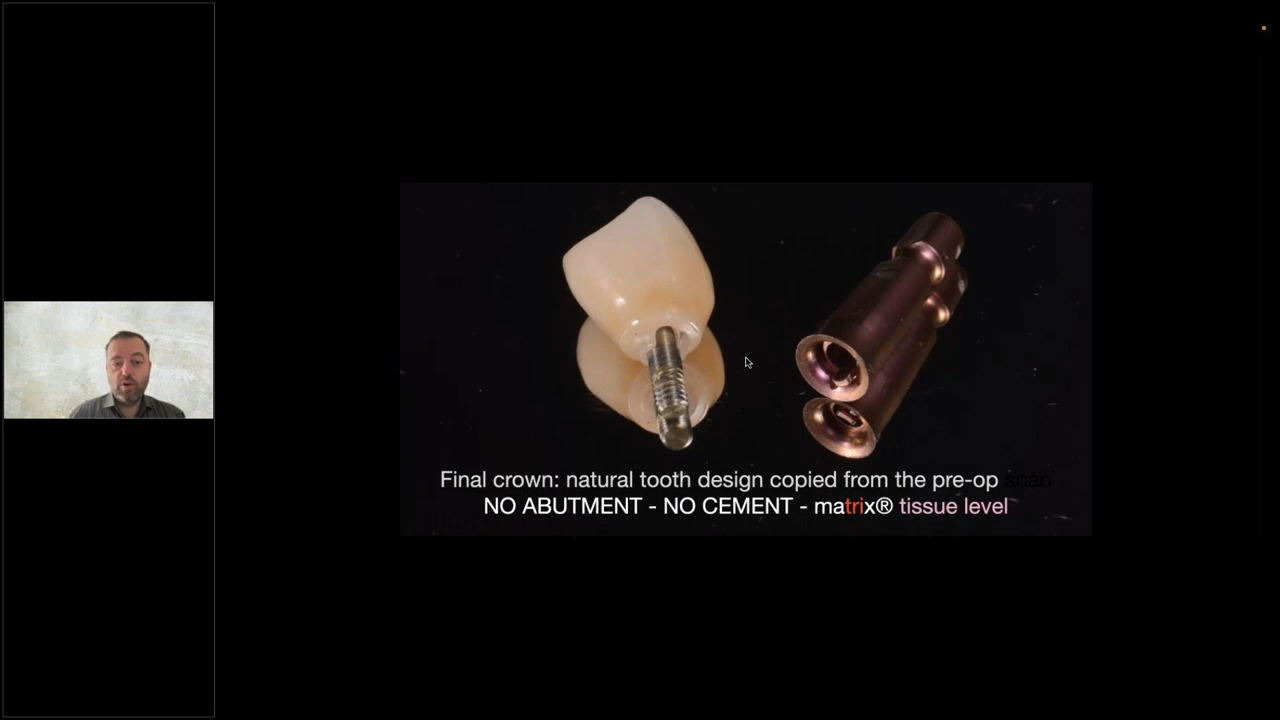 Final crown: natural tooth design copied from the pre-op scan
NO ABUTMENT - NO CEMENT - matrix® tissue level